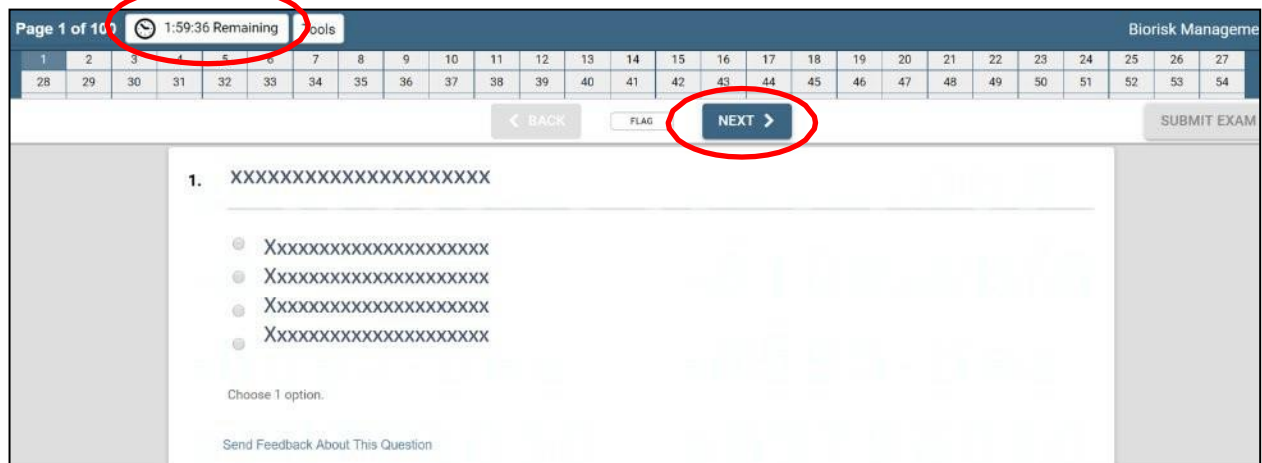 Page 1 of 100 1:59:36 Remaining Tools Biorisk Manageme
1 2 3 4 5 6 7 8 9 10 11 12 13 14 15 16 17 18 19 20 21 22 23 24 25 26 27
28 29 30 31 32 33 34 35 36 37 38 39 40 41 42 43 44 45 46 47 48 49 50 51 52 53 54
BACK FLAG NEXT SUBMIT EXAM
1. XXXXXXXXXXXXXXXXXXXXXX
Xxxxxxxxxxxxxxxxxxxxx
Xxxxxxxxxxxxxxxxxxxxx
Xxxxxxxxxxxxxxxxxxxxx
Xxxxxxxxxxxxxxxxxxxxx
Choose 1 option.
Send Feedback About This Question